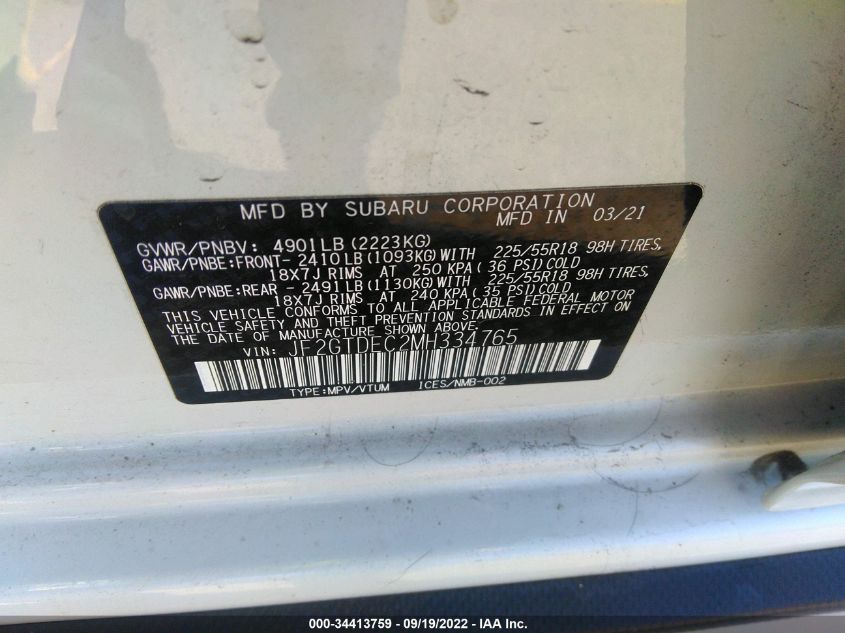 MFD BY SUBARU CORPORATION
MFD IN 03/21
GVWR/PNBV: 4901LB(2223KG)
GAWR/PNBE:FRONT- 2410LB(1093KG)WITH 225/55R18 98H TIRES,
18X7J RIMS AT 250 KPA( 36 PSI)COLD
GAWR/PNBE:REAR - 2491LB(1130KG)WITH 225/55R18 98H TIRES,
18X7J RIMS AT 240 KPA( 35 PSI)COLD
THIS VEHICLE CONFORMS TO ALL APPLICABLE FEDERAL MOTOR
VEHICLE SAFETY AND THEFT PREVENTION STANDARDS IN EFFECT ON
THE DATE OF MANUFACTURE SHOWN ABOVE.
VIN: JF2GTDEC2MH334765
TYPE:MPV/VTUM ICES/NMB-002
000-34413759 - 09/19/2022 - IAA Inc.